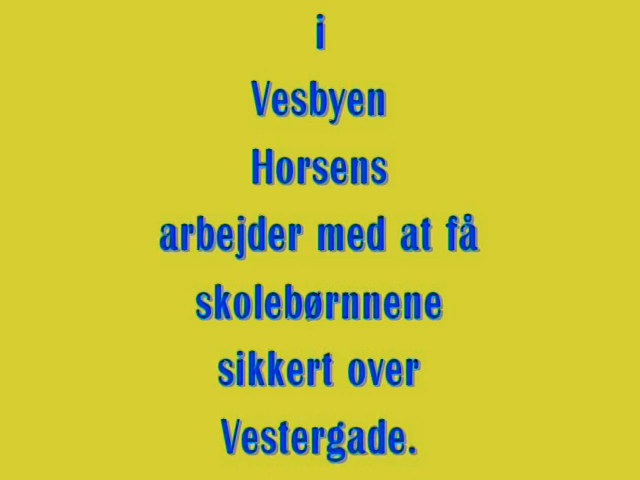 i
Vesbyen
Horsens
arbejder med at få
skolebørnnene
sikkert over
Vestergade.